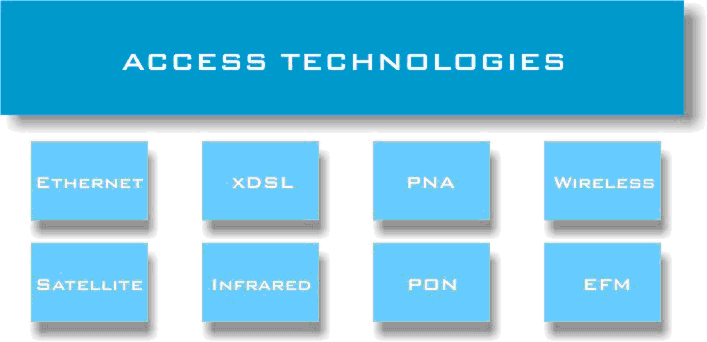 ACCESS TECHNOLOGIES
ETHERNET xDSL PNA WIRELESS
SATELLITE INFRARED PON EFM